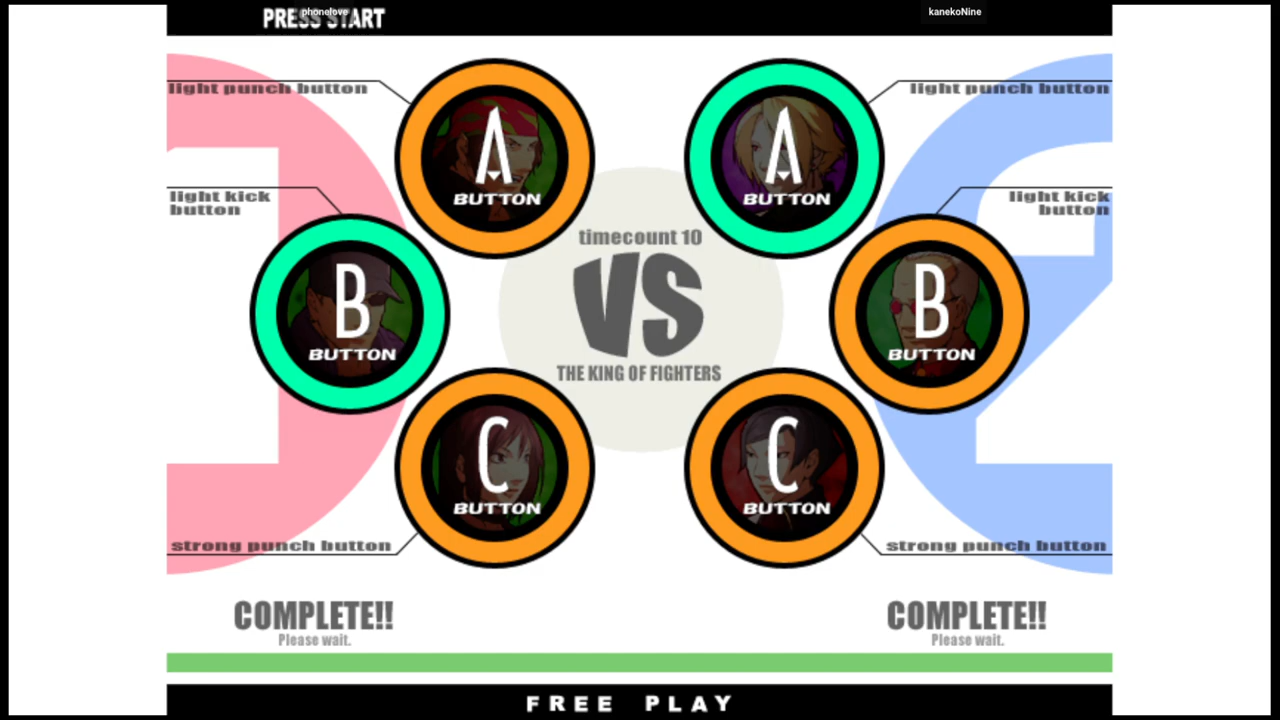 PRESS START
phonelove
kanekoNine
light punch button
light punch button
A
BUTTON
A
BUTTON
light kick
button
light kick
button
timecount 10
VS
THE KING OF FIGHTERS
B
BUTTON
B
BUTTON
C
BUTTON
C
BUTTON
strong punch button
strong punch button
COMPLETE!!
Please wait.
COMPLETE!!
Please wait.
FREE PLAY